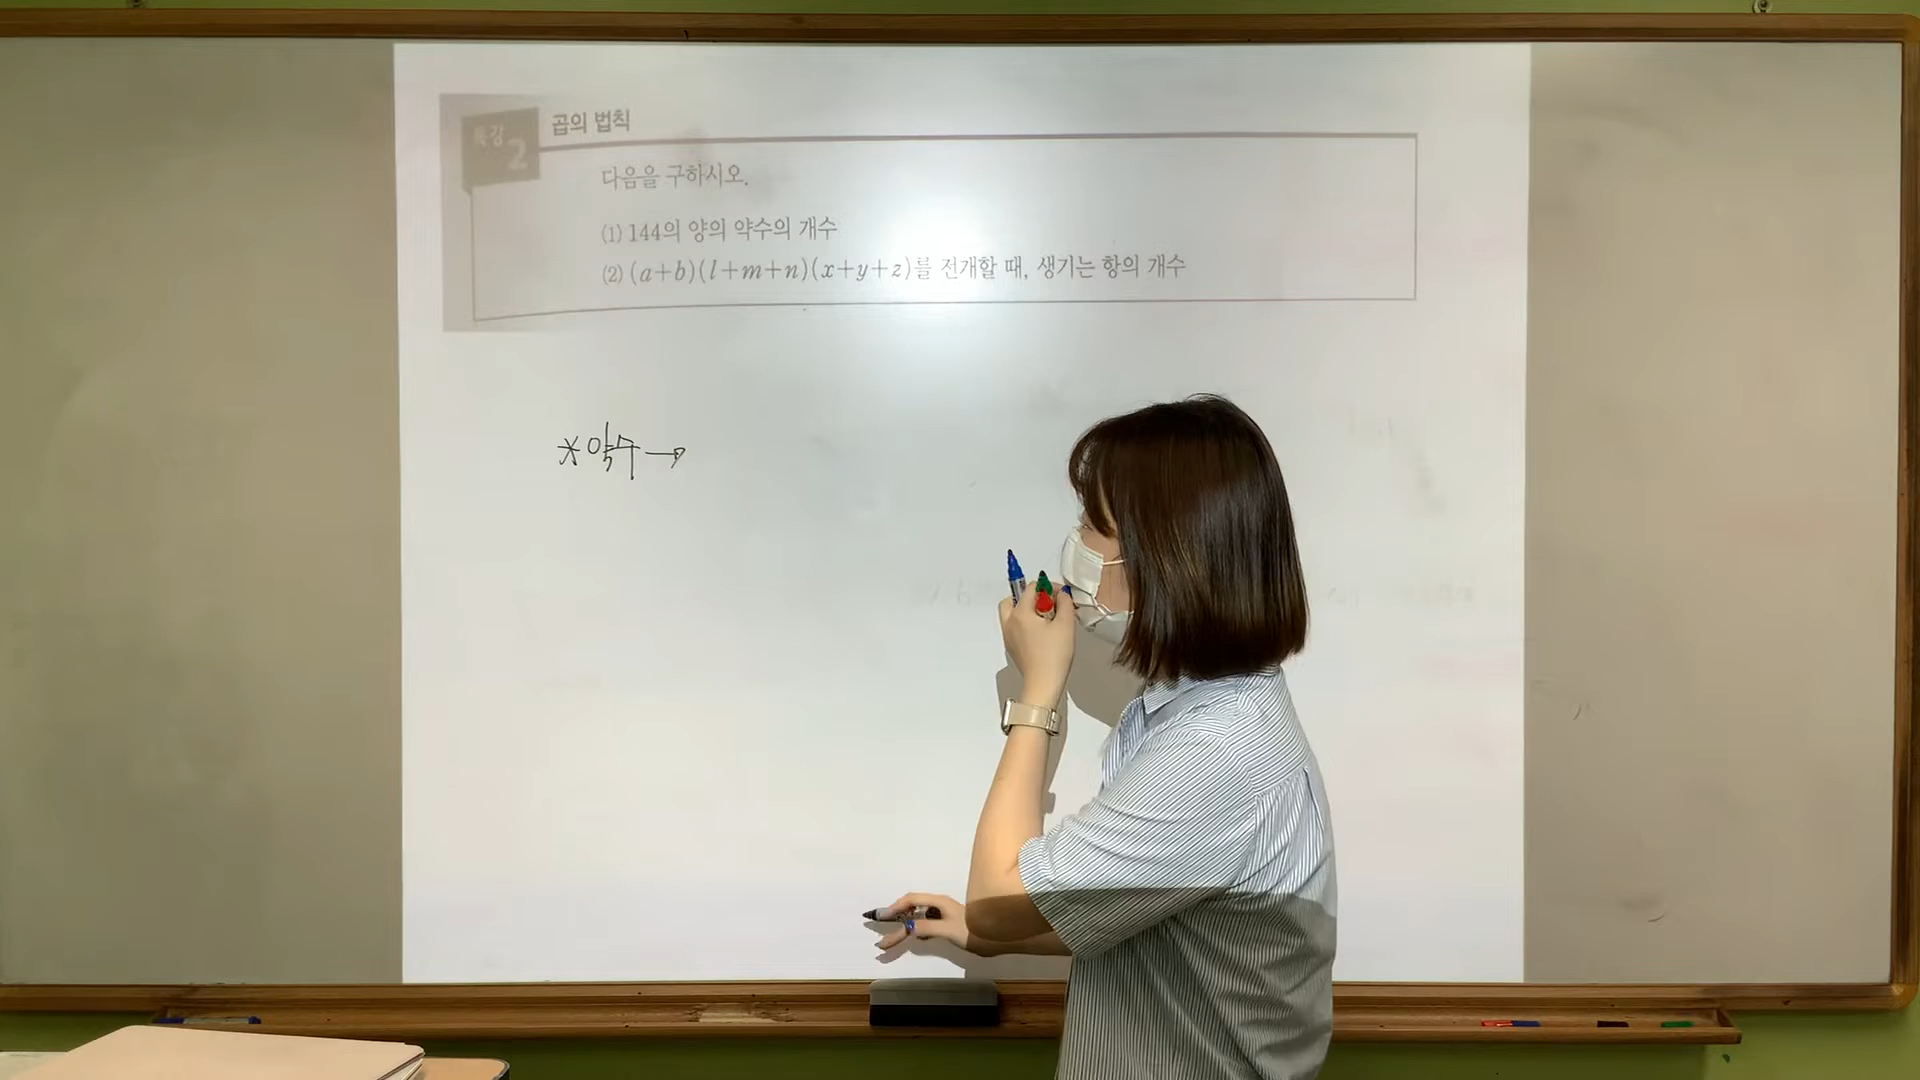 특강
2
곱의 법칙
다음을 구하시오.
(1) 144의 양의 약수의 개수
(2) (a+b)(l+m+n)(x+y+z)를 전개할 때, 생기는 항의 개수
*약수→